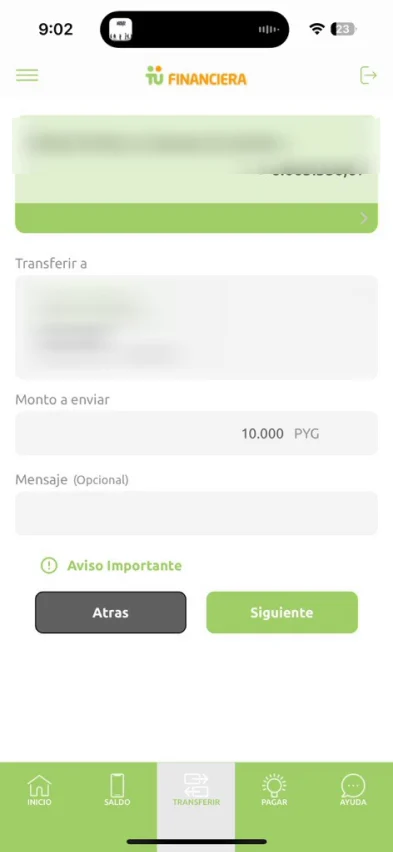 9:02
23
TU FINANCIERA
Transferir a
Monto a enviar
10.000 PYG
Mensaje (Opcional)
Aviso Importante
Atras
Siguiente
INICIO
SALDO
TRANSFERIR
PAGAR
AYUDA